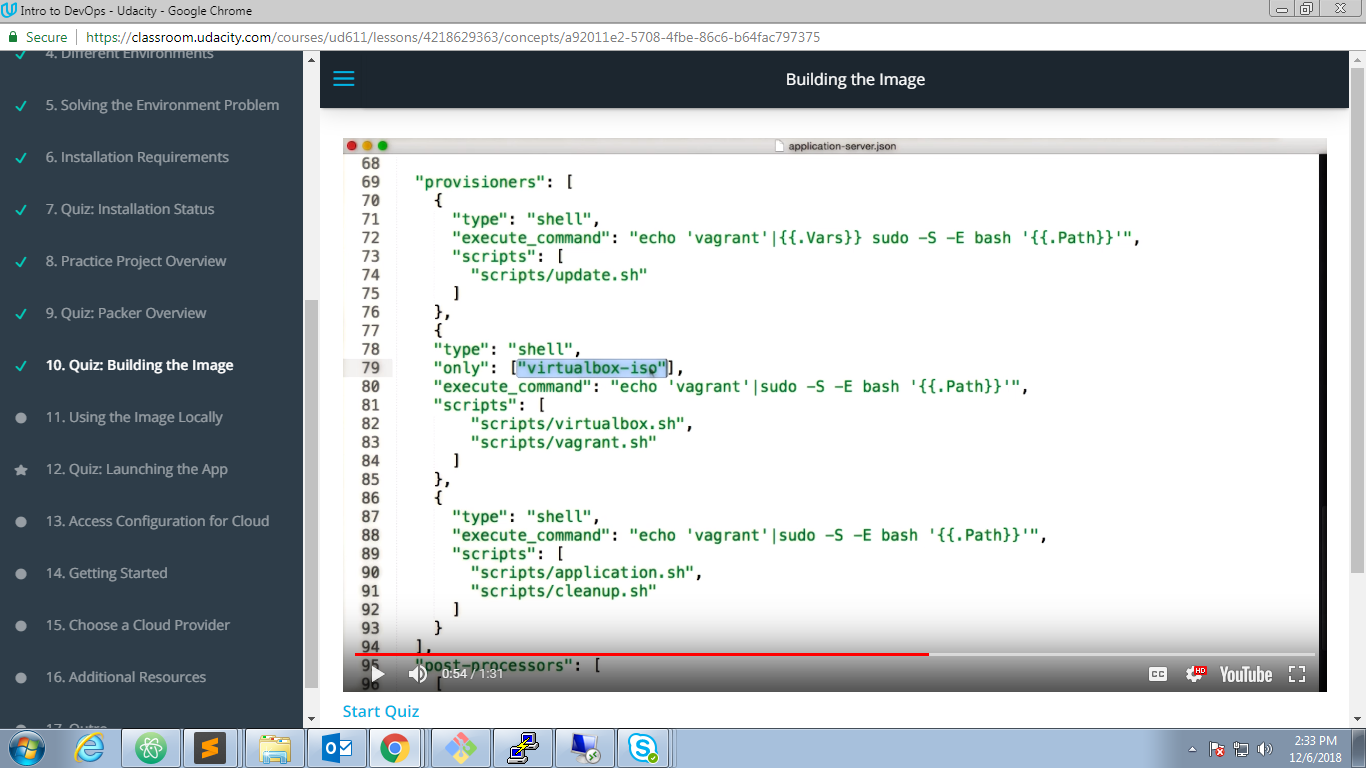 Intro to DevOps - Udacity - Google Chrome
Secure https://classroom.udacity.com/courses/ud611/lessons/4218629363/concepts/a92011e2-5708-4fbe-86c6-b64fac797375
4. Different Environments
5. Solving the Environment Problem
6. Installation Requirements
7. Quiz: Installation Status
8. Practice Project Overview
9. Quiz: Packer Overview
10. Quiz: Building the Image
11. Using the Image Locally
12. Quiz: Launching the App
13. Access Configuration for Cloud
14. Getting Started
15. Choose a Cloud Provider
16. Additional Resources
17. Outro
Building the Image
application-server.json
68
69 "provisioners": [
70 {
71 "type": "shell",
72 "execute_command": "echo 'vagrant'|{{.Vars}} sudo -S -E bash '{{.Path}}'",
73 "scripts": [
74 "scripts/update.sh"
75 ]
76 },
77 {
78 "type": "shell",
79 "only": ["virtualbox-iso"],
80 "execute_command": "echo 'vagrant'|sudo -S -E bash '{{.Path}}'",
81 "scripts": [
82 "scripts/virtualbox.sh",
83 "scripts/vagrant.sh"
84 ]
85 },
86 {
87 "type": "shell",
88 "execute_command": "echo 'vagrant'|sudo -S -E bash '{{.Path}}'",
89 "scripts": [
90 "scripts/application.sh",
91 "scripts/cleanup.sh"
92 ]
93 }
94 ],
95 "post-processors": [
96 [
0:54 / 1:31
CC
HD
YouTube
Start Quiz
2:33 PM
12/6/2018